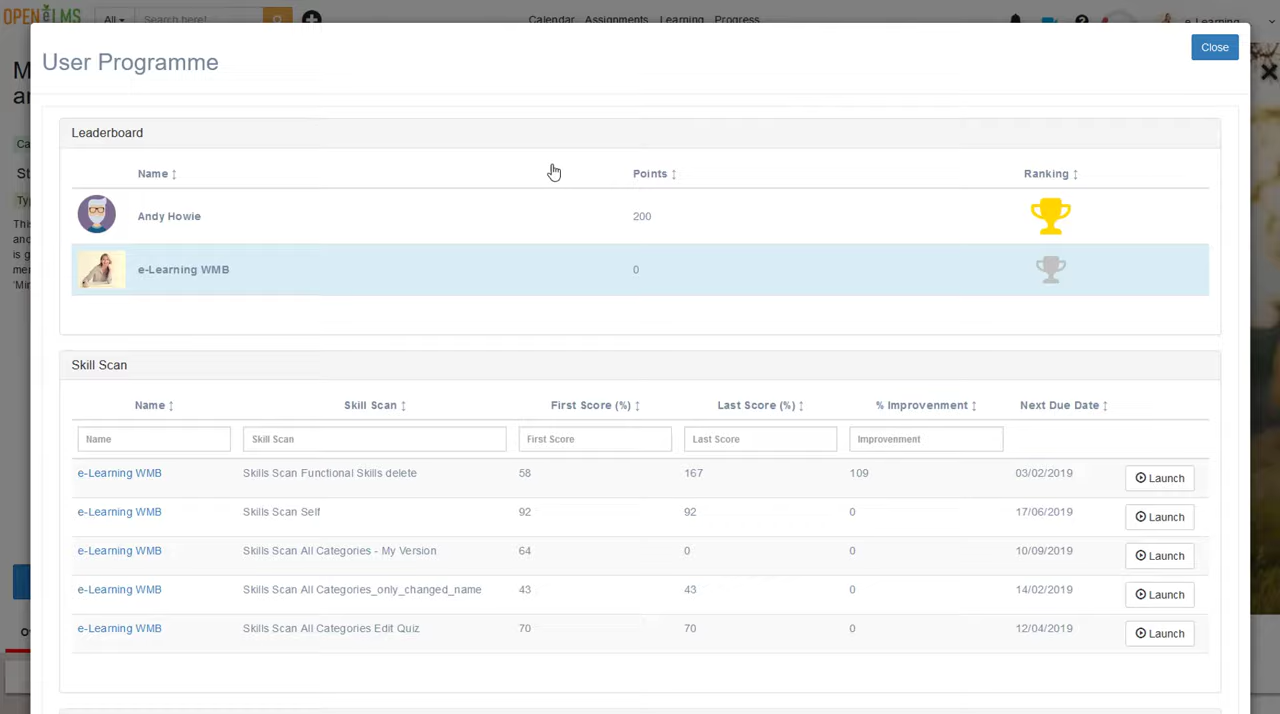 OPEN eLMS All Search here! Calendar Assignments Learning Progress e-Learning
User Programme Close
Leaderboard
Name Points Ranking
Andy Howie 200
e-Learning WMB 0
Skill Scan
Name Skill Scan First Score (%) Last Score (%) % Improvenment Next Due Date
Name Skill Scan First Score Last Score Improvenment
e-Learning WMB Skills Scan Functional Skills delete 58 167 109 03/02/2019 Launch
e-Learning WMB Skills Scan Self 92 92 0 17/06/2019 Launch
e-Learning WMB Skills Scan All Categories - My Version 64 0 0 10/09/2019 Launch
e-Learning WMB Skills Scan All Categories_only_changed_name 43 43 0 14/02/2019 Launch
e-Learning WMB Skills Scan All Categories Edit Quiz 70 70 0 12/04/2019 Launch